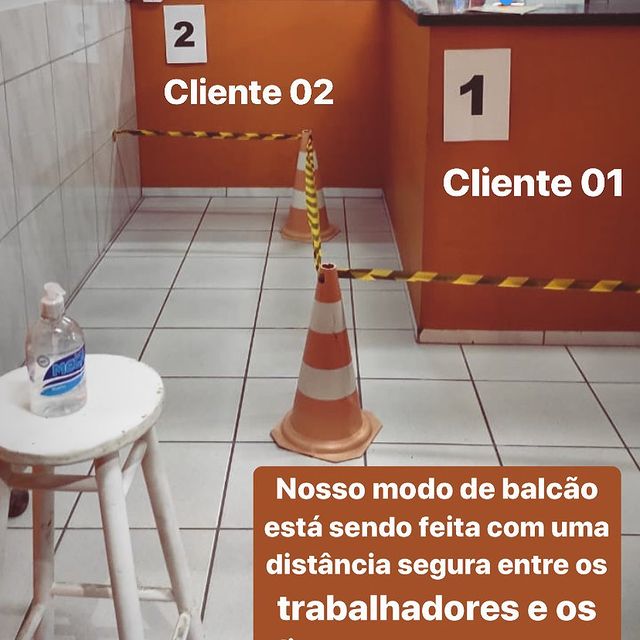 2
Cliente 02
1
Cliente 01
Nosso modo de balcão
está sendo feita com uma
distância segura entre os
trabalhadores e os